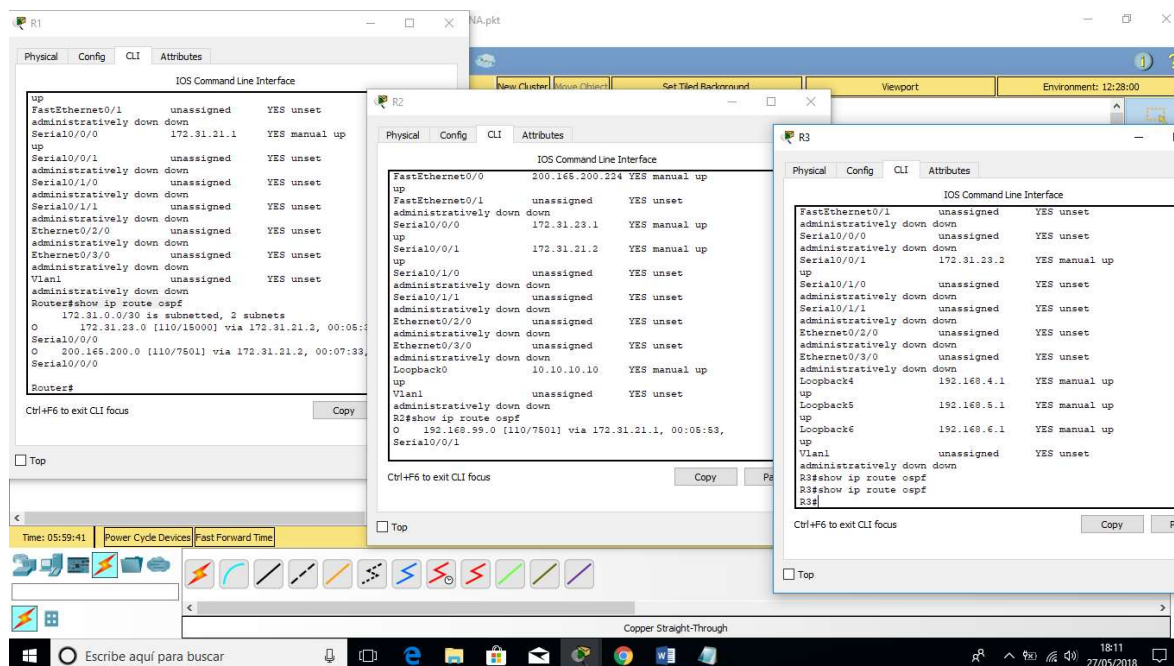 R1
NA.pkt
Physical Config CLI Attributes
IOS Command Line Interface
up
FastEthernet0/1 unassigned YES unset
administratively down down
Serial0/0/0 172.31.21.1 YES manual up
up
Serial0/0/1 unassigned YES unset
administratively down down
Serial0/1/0 unassigned YES unset
administratively down down
Serial0/1/1 unassigned YES unset
administratively down down
Ethernet0/2/0 unassigned YES unset
administratively down down
Ethernet0/3/0 unassigned YES unset
administratively down down
Vlan1 unassigned YES unset
administratively down down
Router#show ip route ospf
172.31.0.0/30 is subnetted, 2 subnets
O 172.31.23.0 [110/15000] via 172.31.21.2, 00:05:
Serial0/0/0
O 200.165.200.0 [110/7501] via 172.31.21.2, 00:07:33,
Serial0/0/0
Router#
Ctrl+F6 to exit CLI focus Copy
Top
New Cluster Move Object Set Tiled Background Viewport Environment: 12:28:00
R2
Physical Config CLI Attributes
IOS Command Line Interface
FastEthernet0/0 200.165.200.224 YES manual up
up
FastEthernet0/1 unassigned YES unset
administratively down down
Serial0/0/0 172.31.23.1 YES manual up
up
Serial0/0/1 172.31.21.2 YES manual up
up
Serial0/1/0 unassigned YES unset
administratively down down
Serial0/1/1 unassigned YES unset
administratively down down
Ethernet0/2/0 unassigned YES unset
administratively down down
Ethernet0/3/0 unassigned YES unset
administratively down down
Loopback0 10.10.10.10 YES manual up
up
Vlan1 unassigned YES unset
administratively down down
R2#show ip route ospf
O 192.168.99.0 [110/7501] via 172.31.21.1, 00:05:53,
Serial0/0/1
Ctrl+F6 to exit CLI focus Copy Pa
Top
R3
Physical Config CLI Attributes
IOS Command Line Interface
FastEthernet0/1 unassigned YES unset
administratively down down
Serial0/0/0 unassigned YES unset
administratively down down
Serial0/0/1 172.31.23.2 YES manual up
up
Serial0/1/0 unassigned YES unset
administratively down down
Serial0/1/1 unassigned YES unset
administratively down down
Ethernet0/2/0 unassigned YES unset
administratively down down
Ethernet0/3/0 unassigned YES unset
administratively down down
Loopback4 192.168.4.1 YES manual up
up
Loopback5 192.168.5.1 YES manual up
up
Loopback6 192.168.6.1 YES manual up
up
Vlan1 unassigned YES unset
administratively down down
R3#show ip route ospf
R3#show ip route ospf
R3#
Ctrl+F6 to exit CLI focus Copy P
Top
Time: 05:59:41 Power Cycle Devices Fast Forward Time
Copper Straight-Through
Escribe aquí para buscar
18:11
27/05/2018